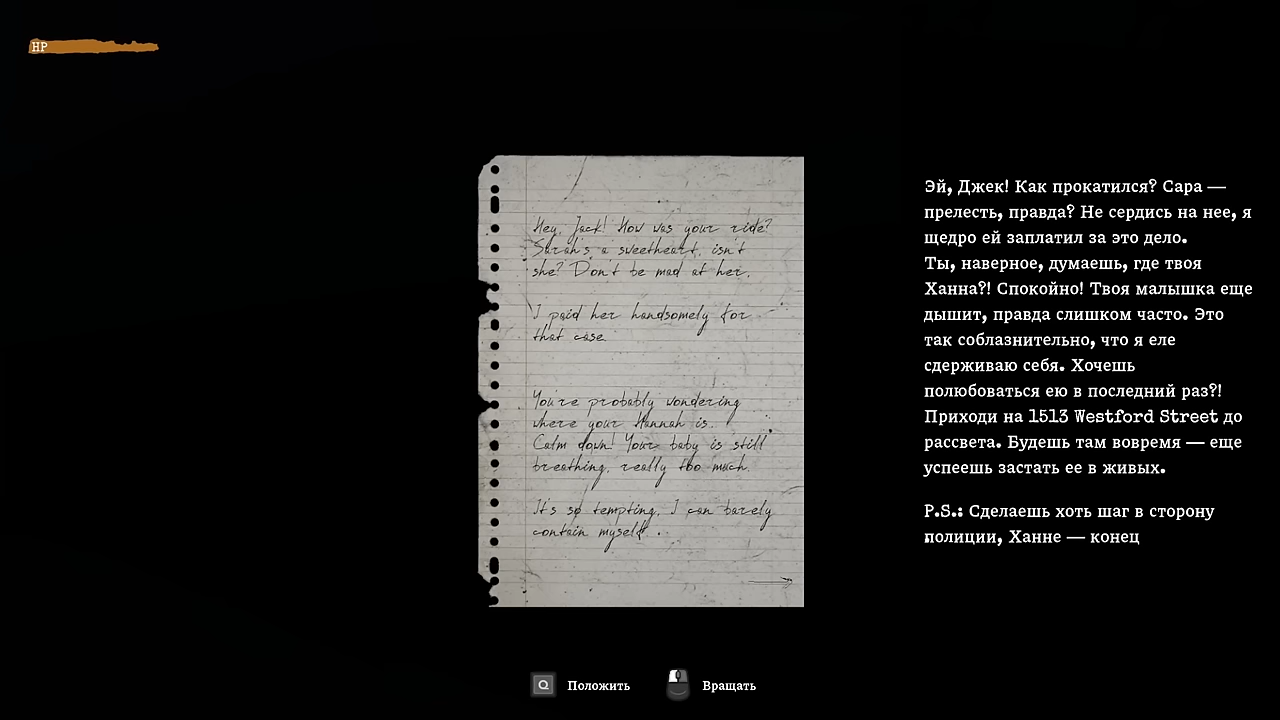 HP
Hey, Jack! How was your ride?
Sarah's a sweetheart, isn't
she? Don't be mad at her.
I paid her handsomely for
that case.
You're probably wondering
where your Hannah is.
Calm down! Your baby is still
breathing, really too much.
It's so tempting, I can barely
contain myself.
Эй, Джек! Как прокатился? Сара —
прелесть, правда? Не сердись на нее, я
щедро ей заплатил за это дело.
Ты, наверное, думаешь, где твоя
Ханна?! Спокойно! Твоя малышка еще
дышит, правда слишком часто. Это
так соблазнительно, что я еле
сдерживаю себя. Хочешь
полюбоваться ею в последний раз?!
Приходи на 1513 Westford Street до
рассвета. Будешь там вовремя — еще
успеешь застать ее в живых.
P.S.: Сделаешь хоть шаг в сторону
полиции, Ханне — конец
Q Положить
Вращать